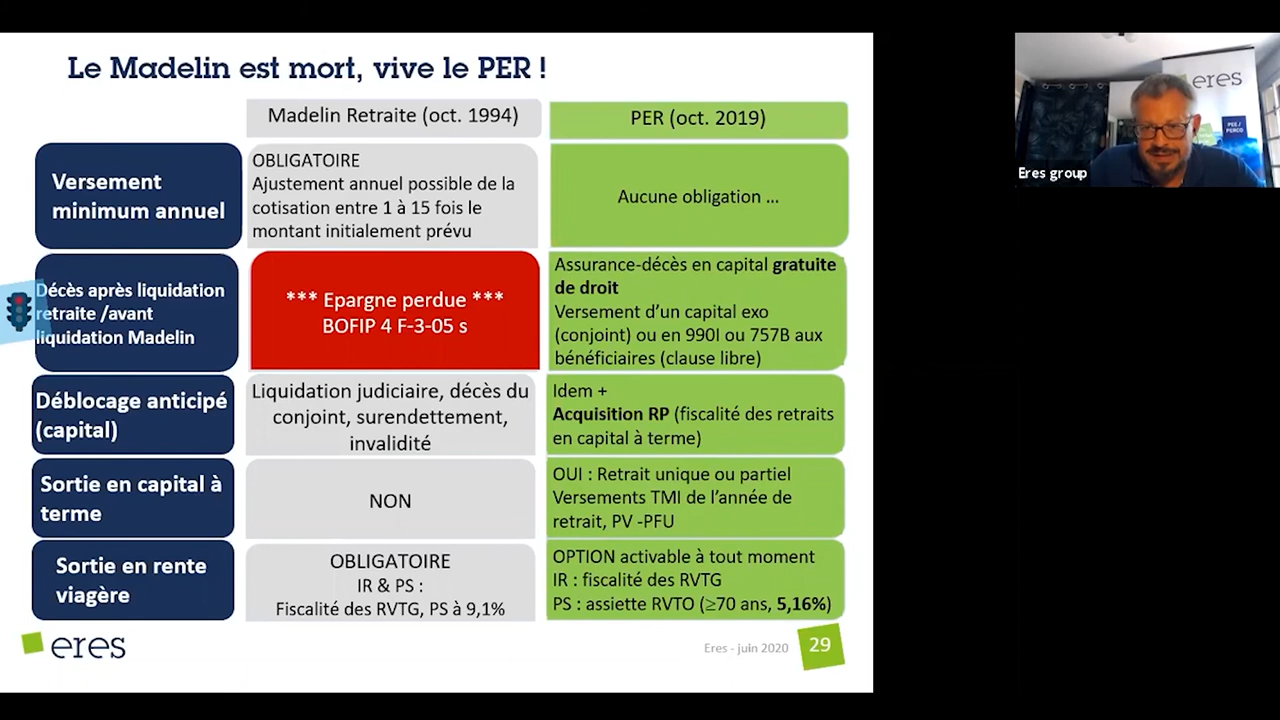 Le Madelin est mort, vive le PER !
Madelin Retraite (oct. 1994)
PER (oct. 2019)
Versement
minimum annuel
OBLIGATOIRE
Ajustement annuel possible de la
cotisation entre 1 à 15 fois le
montant initialement prévu
Aucune obligation ...
Décès après liquidation
retraite /avant
liquidation Madelin
*** Epargne perdue ***
BOFIP 4 F-3-05 s
Assurance-décès en capital gratuite
de droit
Versement d'un capital exo
(conjoint) ou en 990I ou 757B aux
bénéficiaires (clause libre)
Déblocage anticipé
(capital)
Liquidation judiciaire, décès du
conjoint, surendettement,
invalidité
Idem +
Acquisition RP (fiscalité des retraits
en capital à terme)
Sortie en capital à
terme
NON
OUI : Retrait unique ou partiel
Versements TMI de l'année de
retrait, PV -PFU
Sortie en rente
viagère
OBLIGATOIRE
IR & PS :
Fiscalité des RVTG, PS à 9,1%
OPTION activable à tout moment
IR : fiscalité des RVTG
PS : assiette RVTO (≥70 ans, 5,16%)
eres
Eres - juin 2020
29
eres
PEE /
PERCO
Eres group